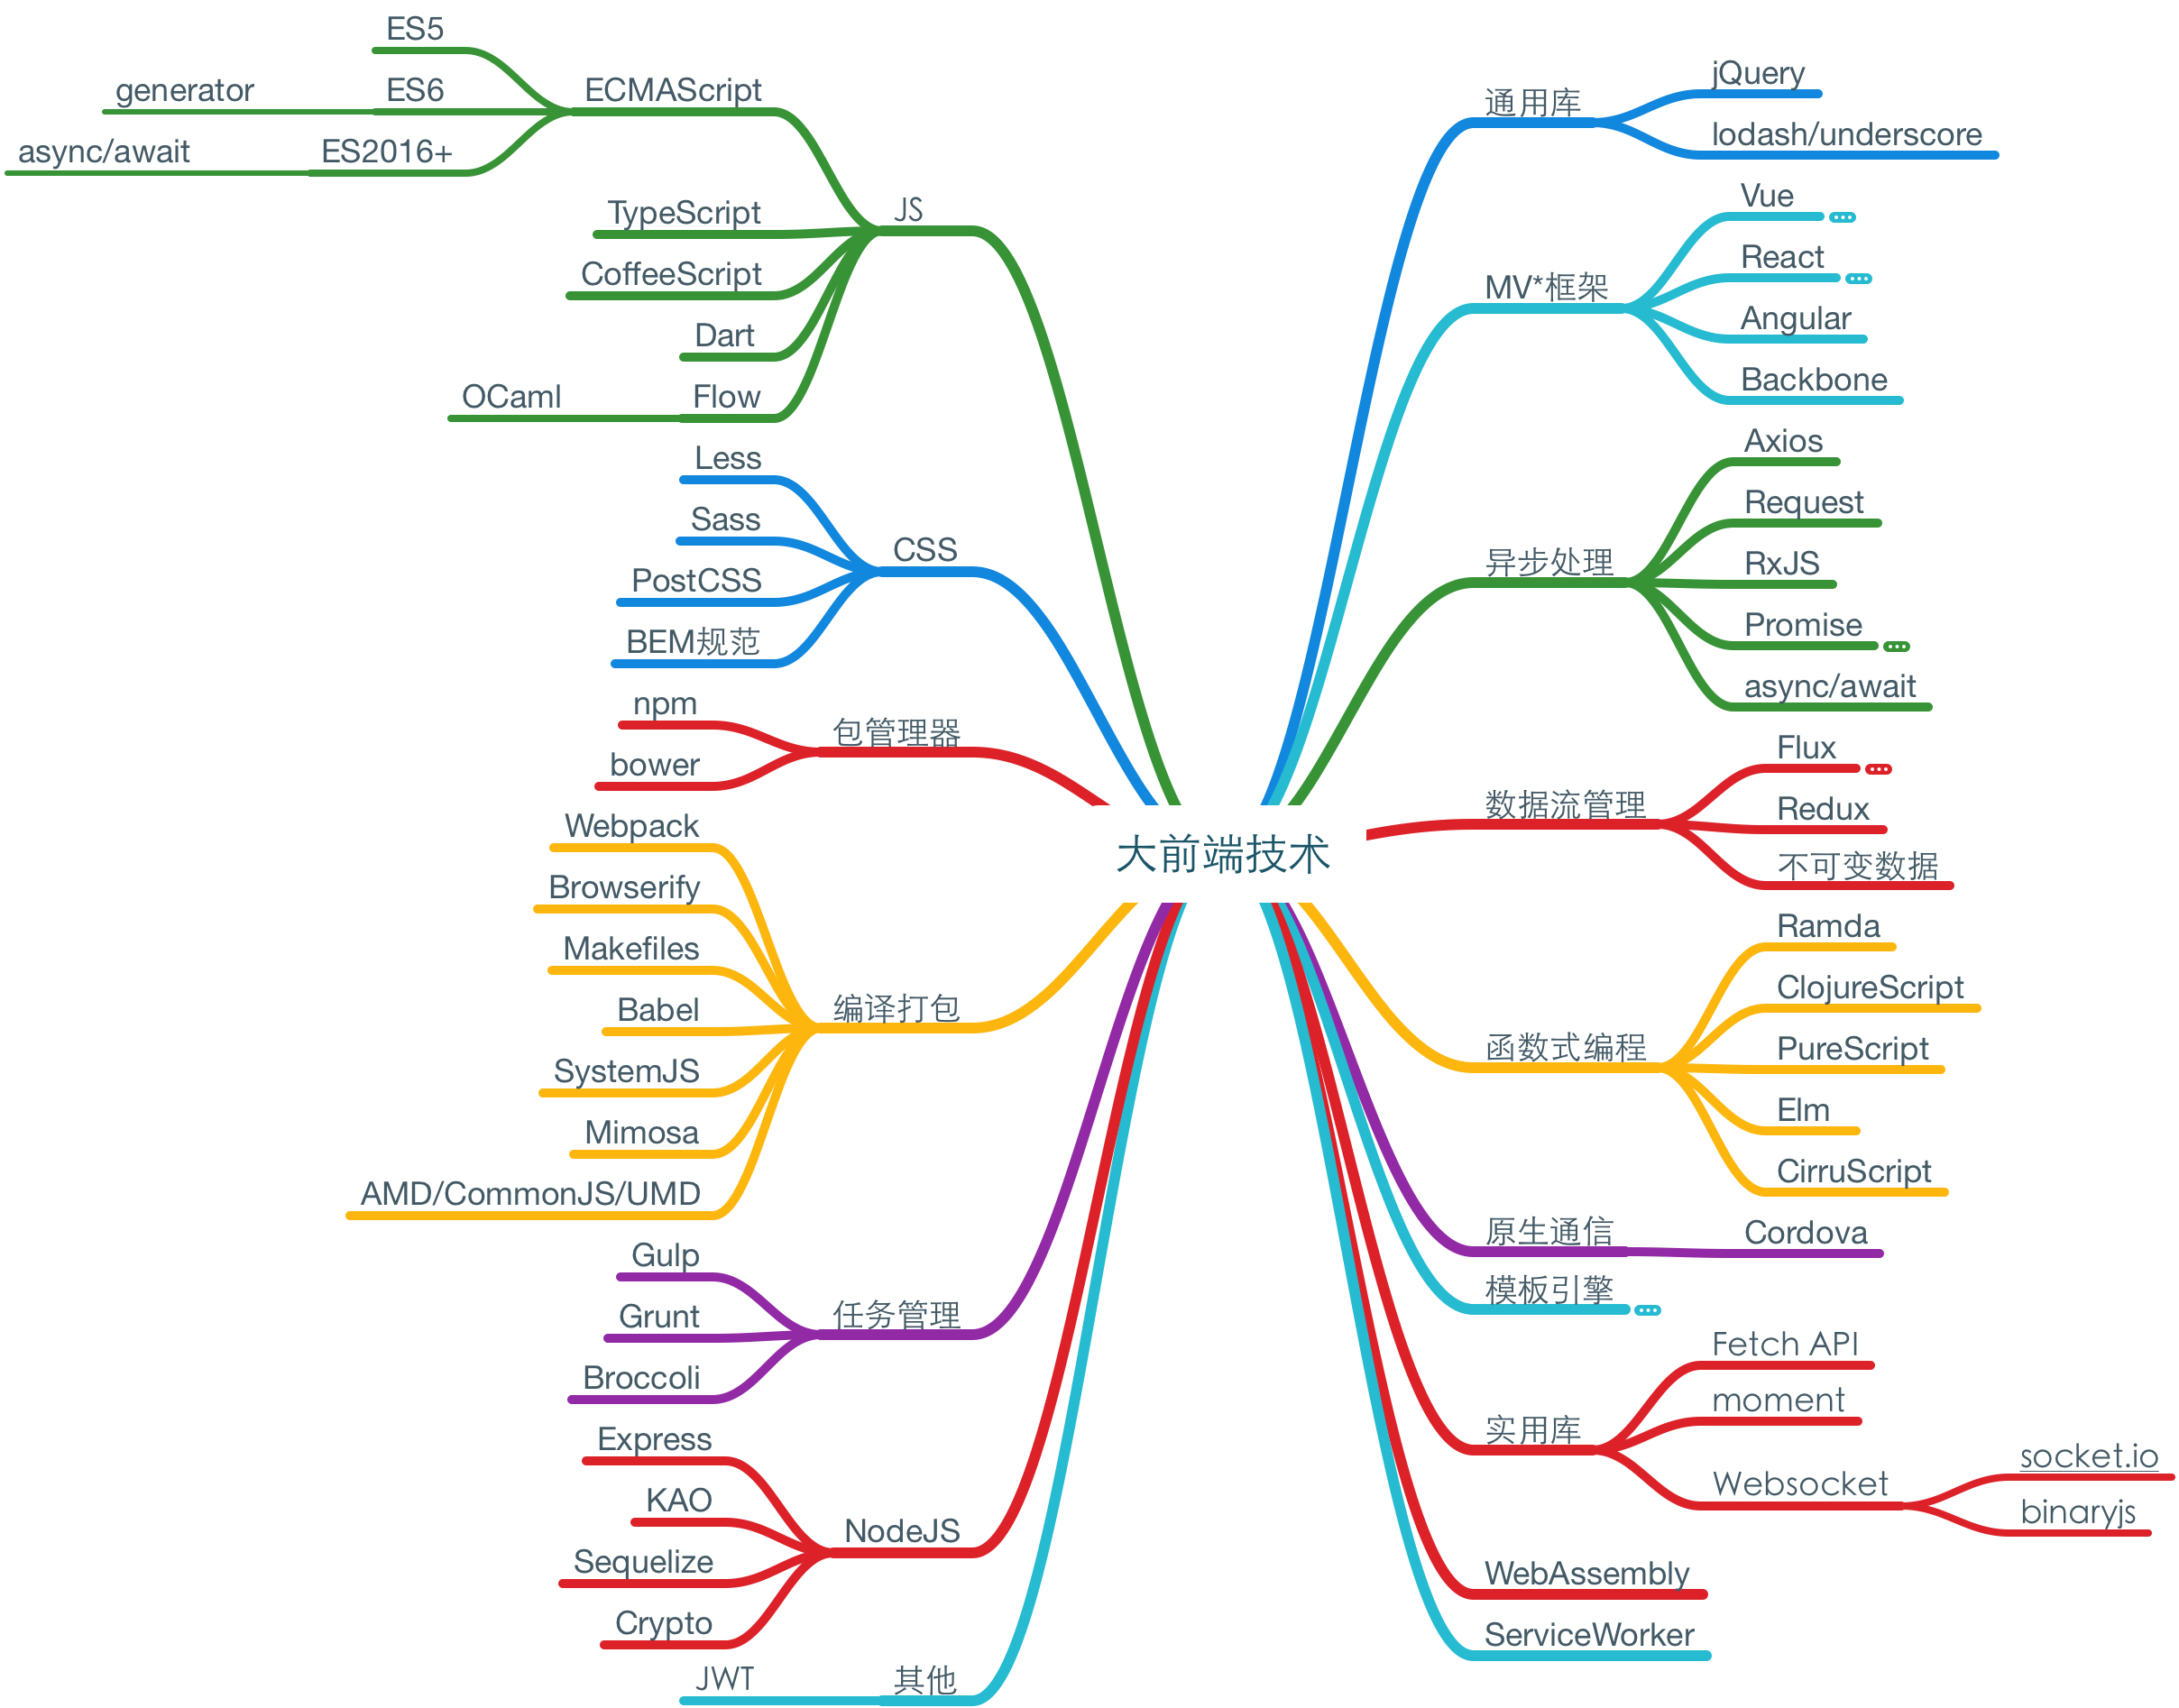 大前端技术
JS
ECMAScript
ES5
ES6
generator
ES2016+
async/await
TypeScript
CoffeeScript
Dart
Flow
OCaml
CSS
Less
Sass
PostCSS
BEM规范
包管理器
npm
bower
编译打包
Webpack
Browserify
Makefiles
Babel
SystemJS
Mimosa
AMD/CommonJS/UMD
任务管理
Gulp
Grunt
Broccoli
NodeJS
Express
KAO
Sequelize
Crypto
其他
JWT
通用库
jQuery
lodash/underscore
MV*框架
Vue
React
Angular
Backbone
异步处理
Axios
Request
RxJS
Promise
async/await
数据流管理
Flux
Redux
不可变数据
函数式编程
Ramda
ClojureScript
PureScript
Elm
CirruScript
原生通信
Cordova
模板引擎
实用库
Fetch API
moment
Websocket
socket.io
binaryjs
WebAssembly
ServiceWorker